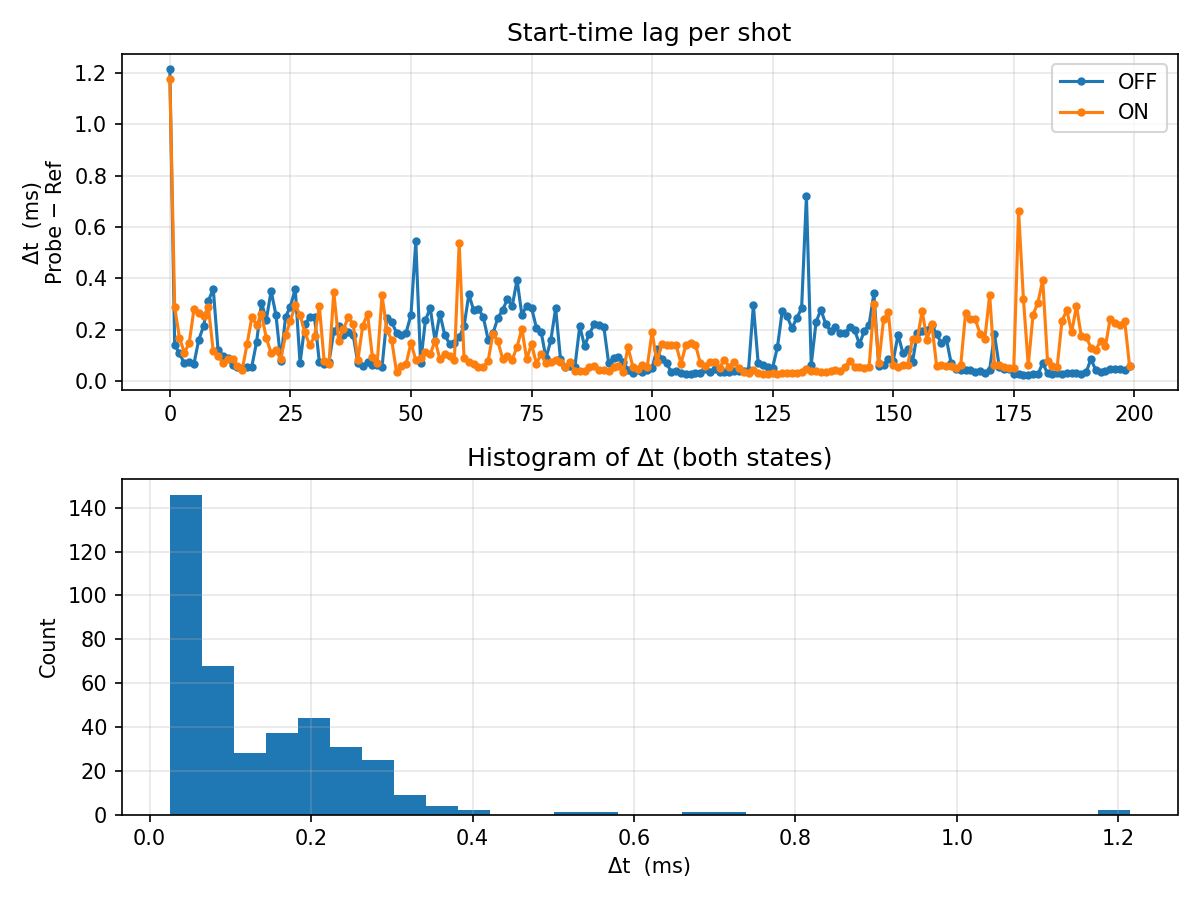 Start-time lag per shot
Δt (ms)
Probe − Ref
1.2
1.0
0.8
0.6
0.4
0.2
0.0
OFF
ON
0 25 50 75 100 125 150 175 200
Histogram of Δt (both states)
Count
140
120
100
80
60
40
20
0
0.0 0.2 0.4 0.6 0.8 1.0 1.2
Δt (ms)